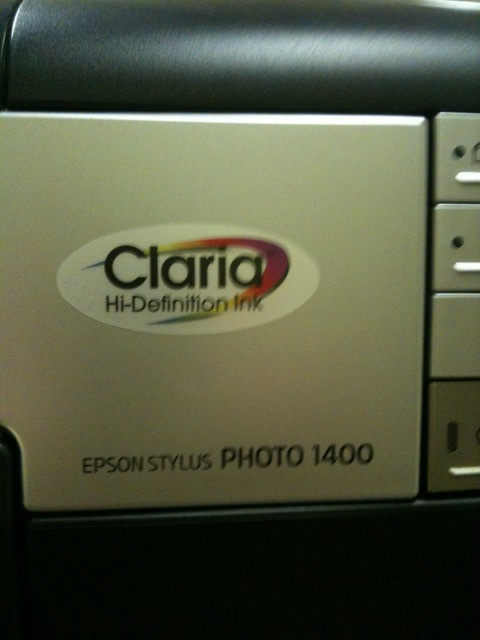 Claria
Hi-Definition Ink
EPSON STYLUS PHOTO 1400